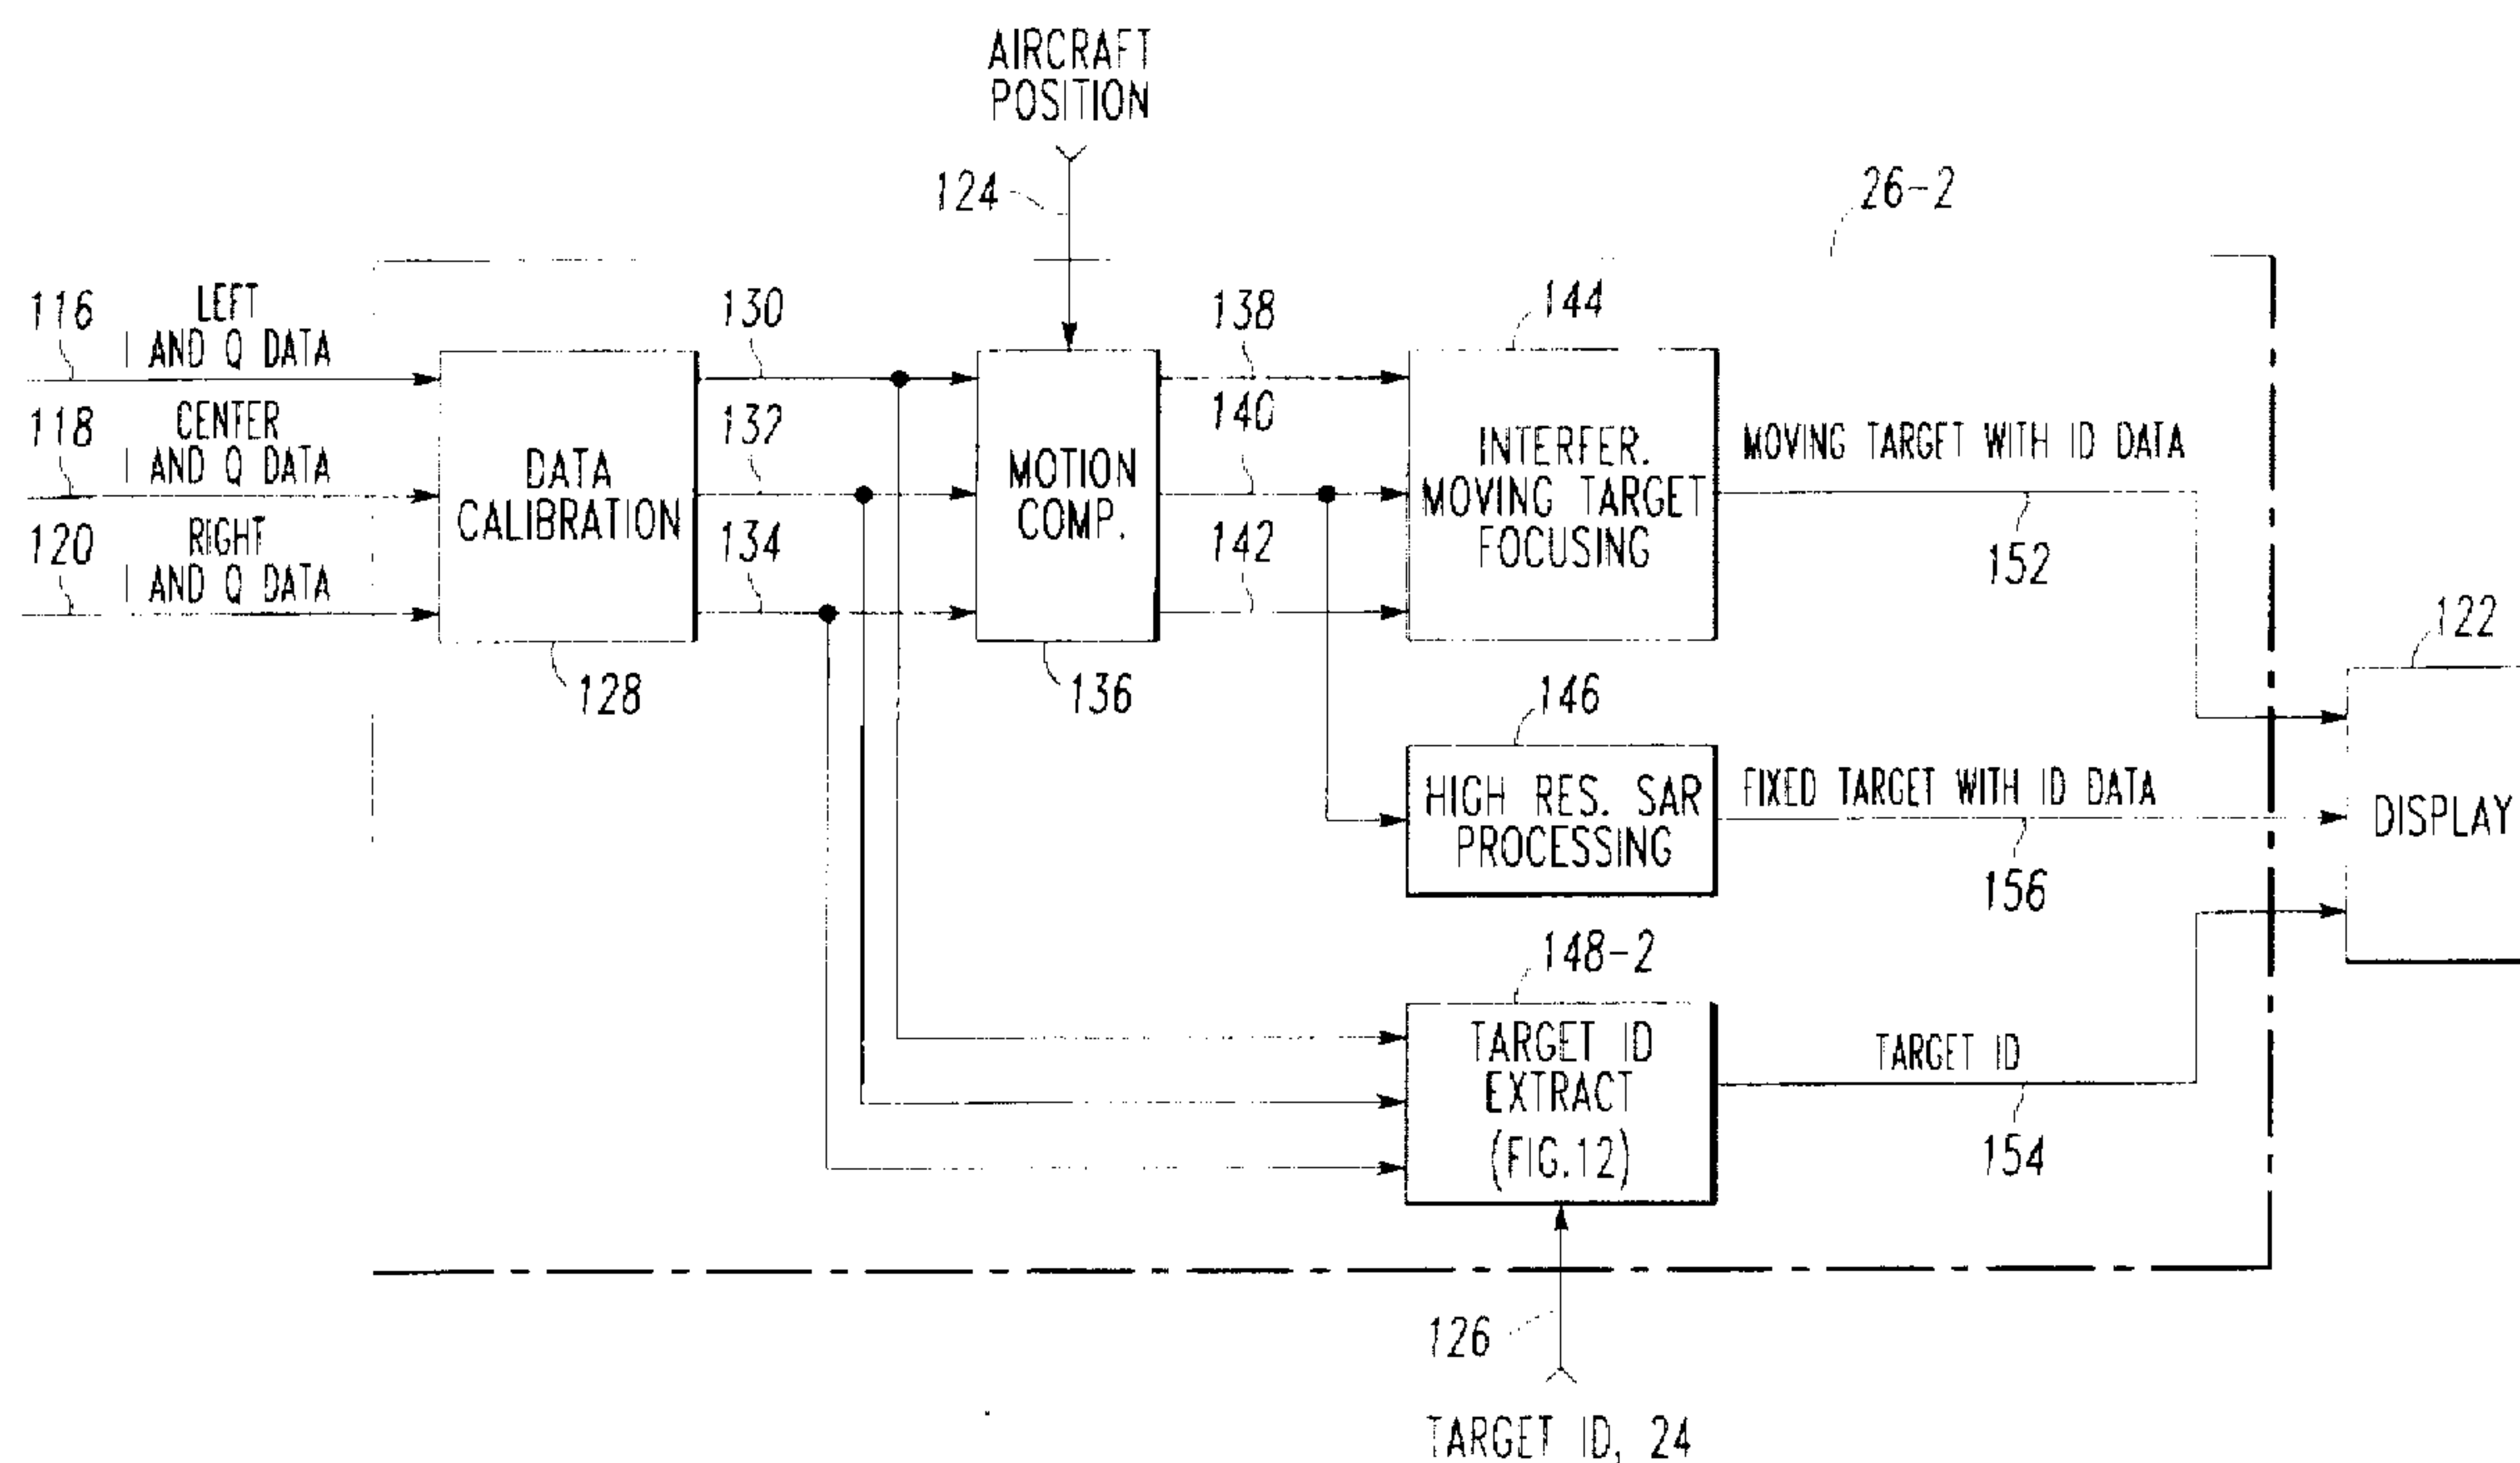 AIRCRAFT
POSITION
124
26-2
116
LEFT
I AND Q DATA
118
CENTER
I AND Q DATA
120
RIGHT
I AND Q DATA
DATA
CALIBRATION
128
130
132
134
MOTION
COMP.
136
138
140
142
144
INTERFER.
MOVING TARGET
FOCUSING
MOVING TARGET WITH ID DATA
152
122
DISPLAY
146
HIGH RES. SAR
PROCESSING
FIXED TARGET WITH ID DATA
156
148-2
TARGET ID
EXTRACT
(FIG.12)
TARGET ID
154
126
TARGET ID, 24